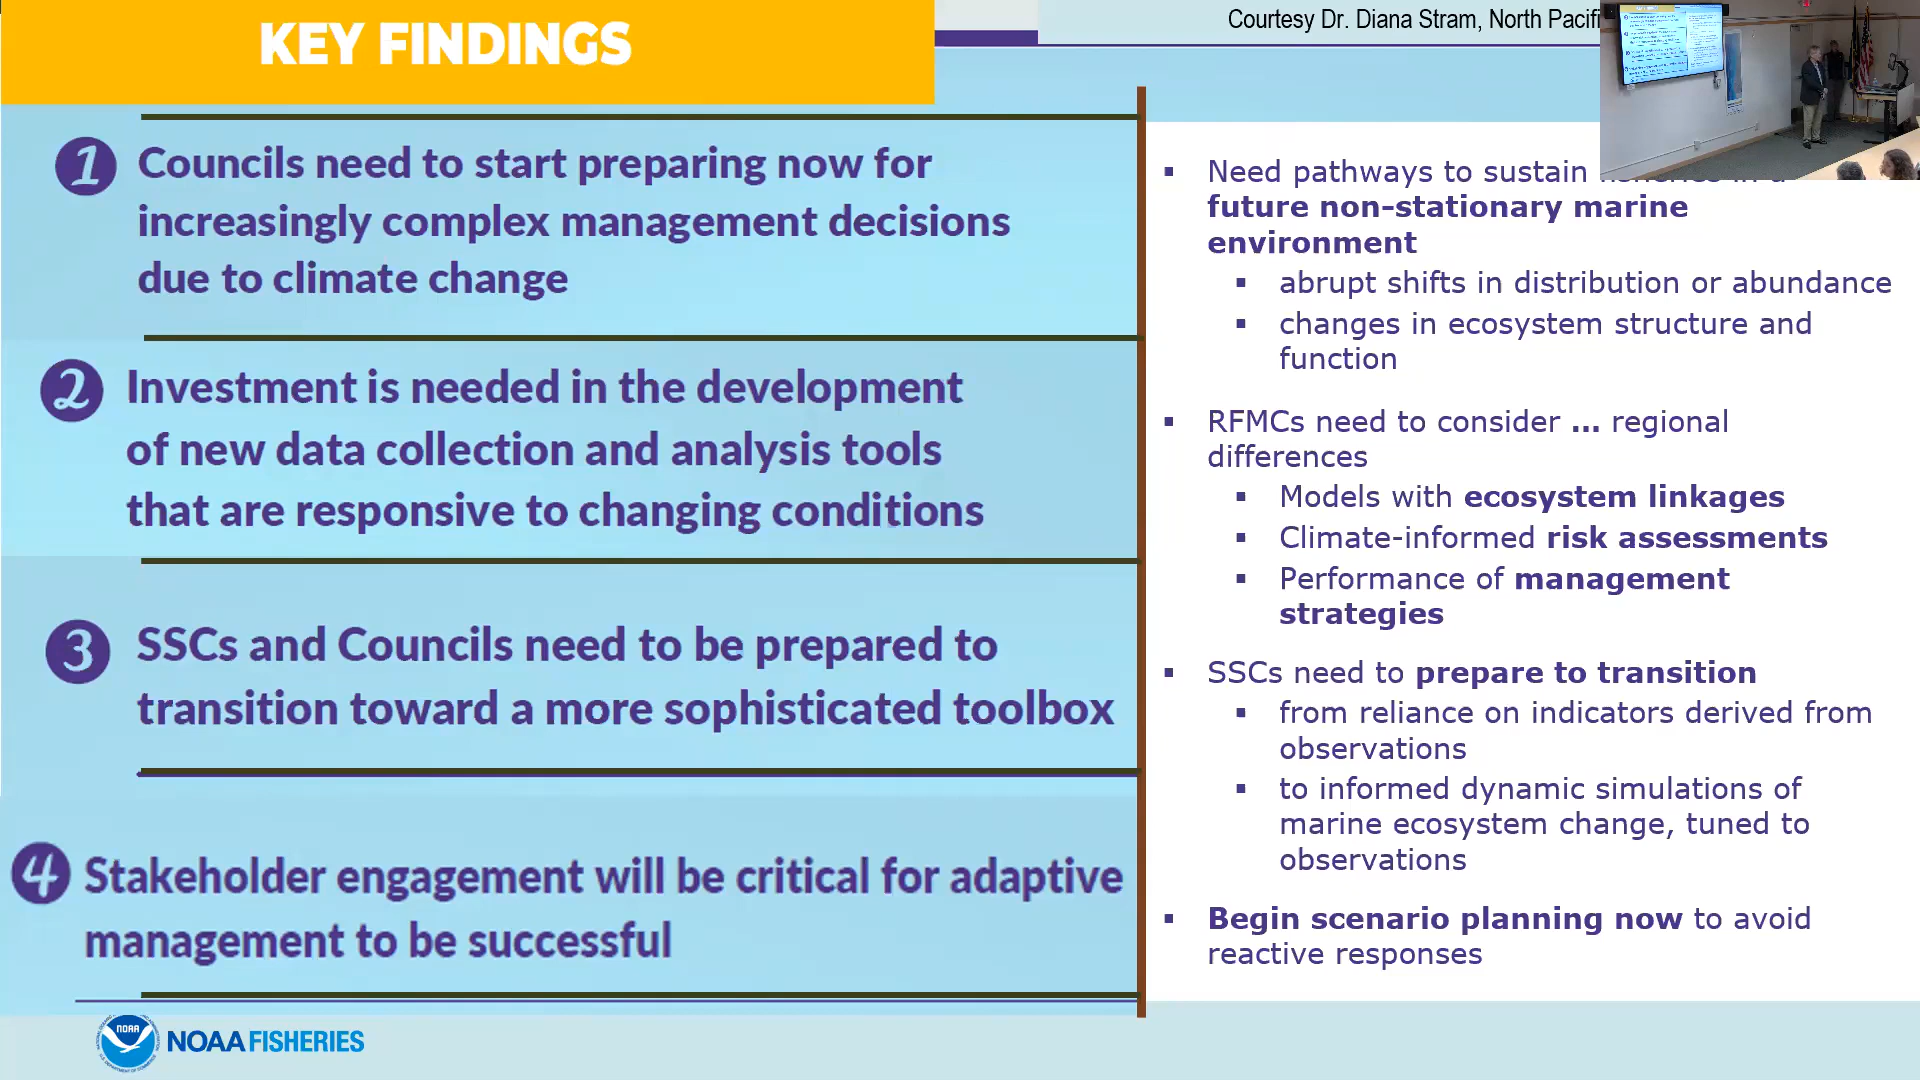 KEY FINDINGS
Courtesy Dr. Diana Stram, North Pacifi
1 Councils need to start preparing now for
increasingly complex management decisions
due to climate change
2 Investment is needed in the development
of new data collection and analysis tools
that are responsive to changing conditions
3 SSCs and Councils need to be prepared to
transition toward a more sophisticated toolbox
4 Stakeholder engagement will be critical for adaptive
management to be successful
▪ Need pathways to sustain
future non-stationary marine
environment
▪ abrupt shifts in distribution or abundance
▪ changes in ecosystem structure and
function
▪ RFMCs need to consider ... regional
differences
▪ Models with ecosystem linkages
▪ Climate-informed risk assessments
▪ Performance of management
strategies
▪ SSCs need to prepare to transition
▪ from reliance on indicators derived from
observations
▪ to informed dynamic simulations of
marine ecosystem change, tuned to
observations
▪ Begin scenario planning now to avoid
reactive responses
NOAA
NOAA FISHERIES